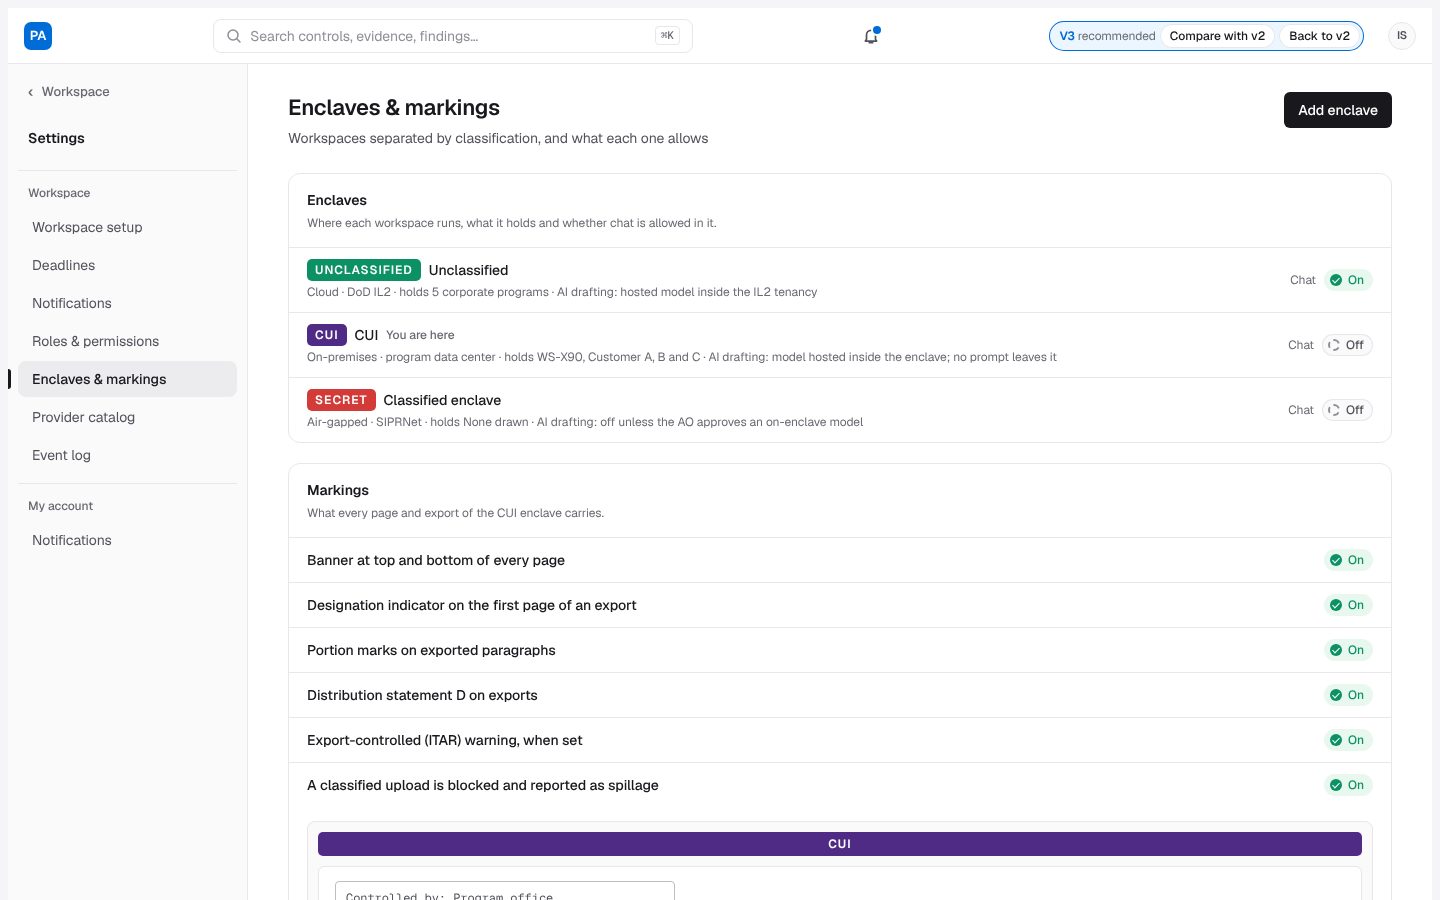 PA
Search controls, evidence, findings...
⌘K
V3 recommended
Compare with v2
Back to v2
IS
‹ Workspace
Settings
Workspace
Workspace setup
Deadlines
Notifications
Roles & permissions
Enclaves & markings
Provider catalog
Event log
My account
Notifications
Enclaves & markings
Workspaces separated by classification, and what each one allows
Add enclave
Enclaves
Where each workspace runs, what it holds and whether chat is allowed in it.
UNCLASSIFIED Unclassified
Cloud · DoD IL2 · holds 5 corporate programs · AI drafting: hosted model inside the IL2 tenancy
Chat On
CUI CUI You are here
On-premises · program data center · holds WS-X90, Customer A, B and C · AI drafting: model hosted inside the enclave; no prompt leaves it
Chat Off
SECRET Classified enclave
Air-gapped · SIPRNet · holds None drawn · AI drafting: off unless the AO approves an on-enclave model
Chat Off
Markings
What every page and export of the CUI enclave carries.
Banner at top and bottom of every page On
Designation indicator on the first page of an export On
Portion marks on exported paragraphs On
Distribution statement D on exports On
Export-controlled (ITAR) warning, when set On
A classified upload is blocked and reported as spillage On
CUI
Controlled by: Program office